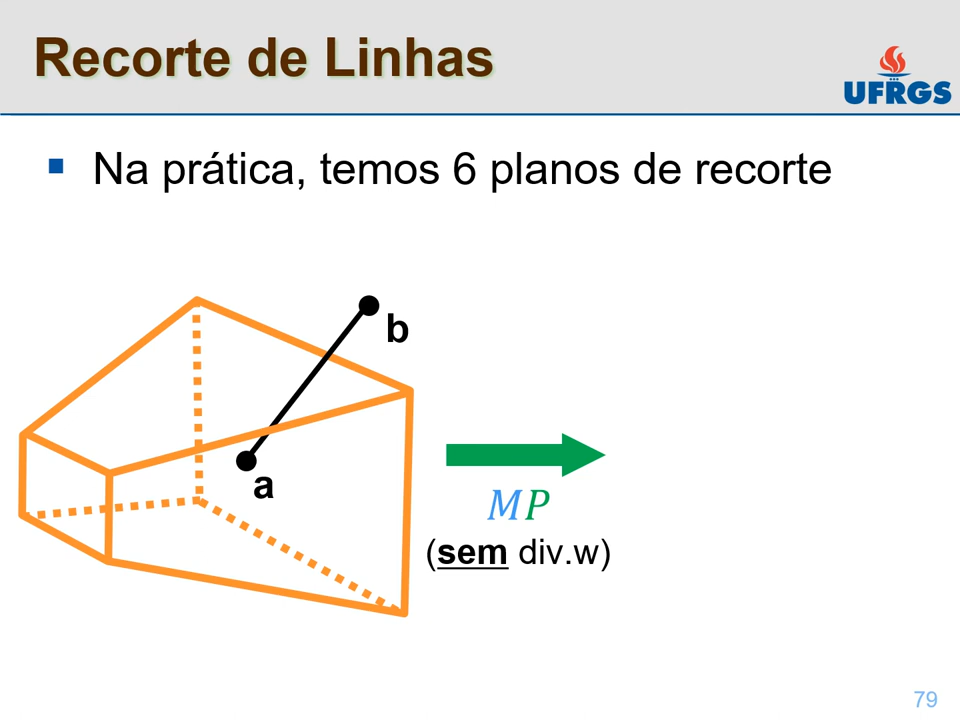 Recorte de Linhas
UFRGS
Na prática, temos 6 planos de recorte
b
a
MP
(sem div.w)
79